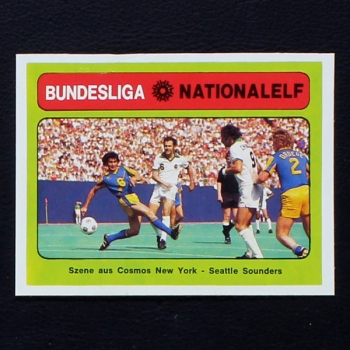 BUNDESLIGA NATIONALELF
6
2
Szene aus Cosmos New York - Seattle Sounders